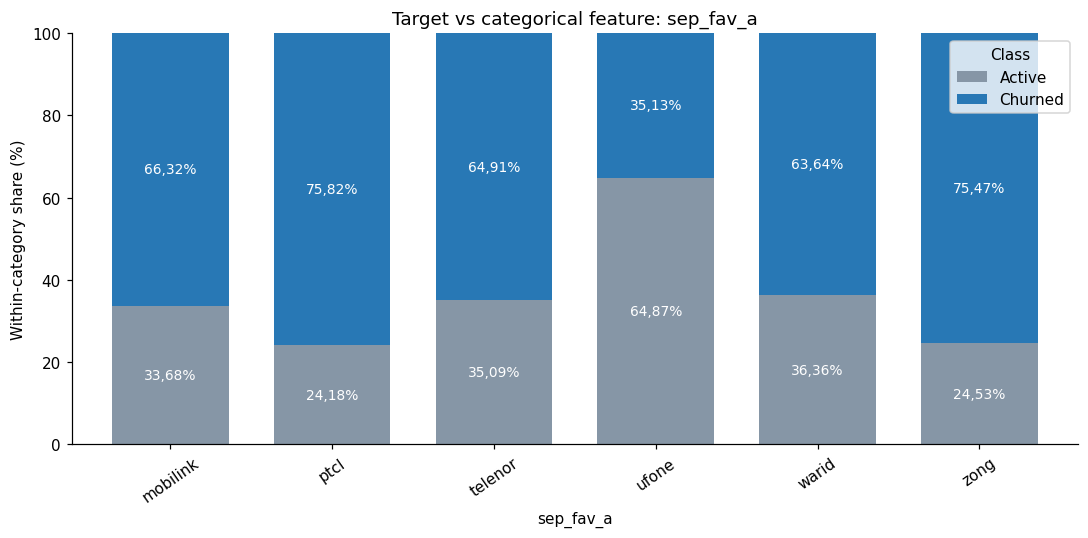 Target vs categorical feature: sep_fav_a
Class
Active
Churned
Within-category share (%)
100
80
60
40
20
0
66,32%
75,82%
64,91%
35,13%
63,64%
75,47%
33,68%
24,18%
35,09%
64,87%
36,36%
24,53%
mobilink
ptcl
telenor
ufone
warid
zong
sep_fav_a